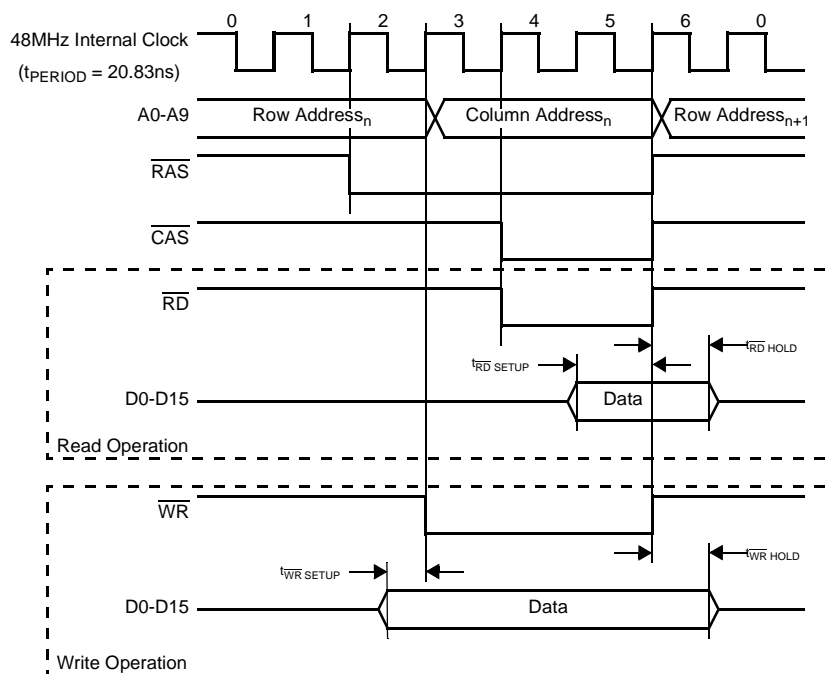 0 1 2 3 4 5 6 0
48MHz Internal Clock
(tPERIOD = 20.83ns)
A0-A9
Row Addressn
Column Addressn
Row Addressn+1
RAS
CAS
RD
tRD HOLD
tRD SETUP
D0-D15
Data
Read Operation
WR
tWR HOLD
tWR SETUP
D0-D15
Data
Write Operation